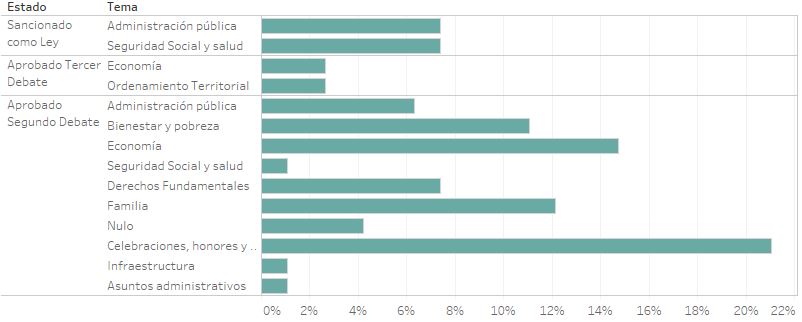 Estado Tema
Sancionado como Ley
Administración pública
Seguridad Social y salud
Aprobado Tercer Debate
Economía
Ordenamiento Territorial
Aprobado Segundo Debate
Administración pública
Bienestar y pobreza
Economía
Seguridad Social y salud
Derechos Fundamentales
Familia
Nulo
Celebraciones, honores y ..
Infraestructura
Asuntos administrativos
0% 2% 4% 6% 8% 10% 12% 14% 16% 18% 20% 22%